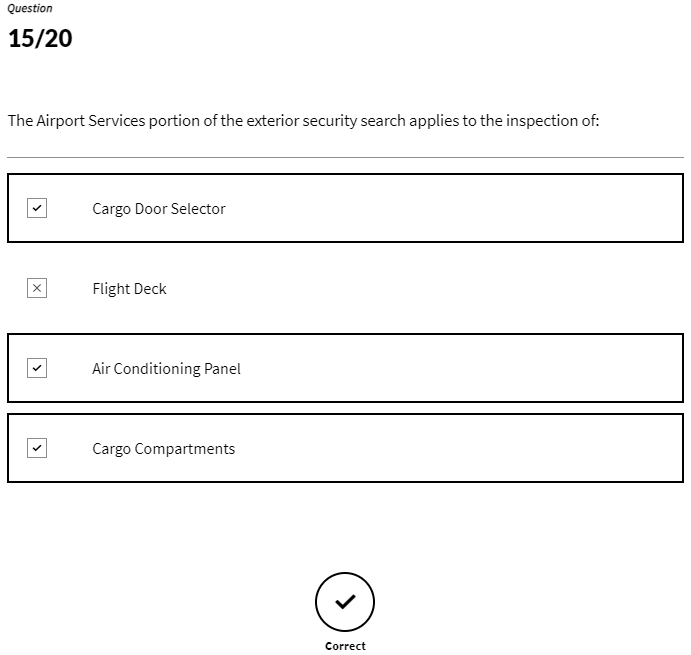 Question
15/20
The Airport Services portion of the exterior security search applies to the inspection of:
Cargo Door Selector
Flight Deck
Air Conditioning Panel
Cargo Compartments
Correct